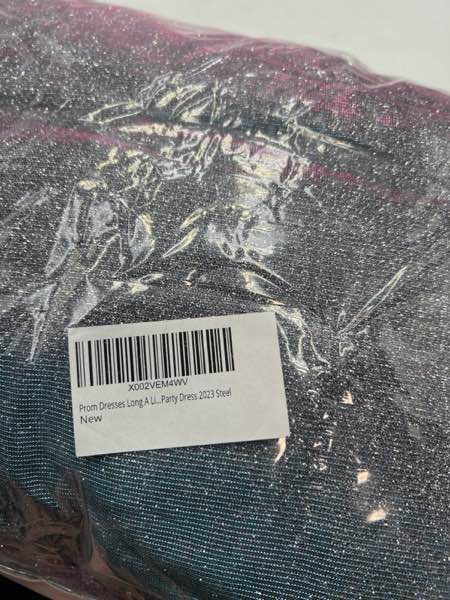 X002VEM4WV
Prom Dresses Long A Li...Party Dress 2023 Steel
New